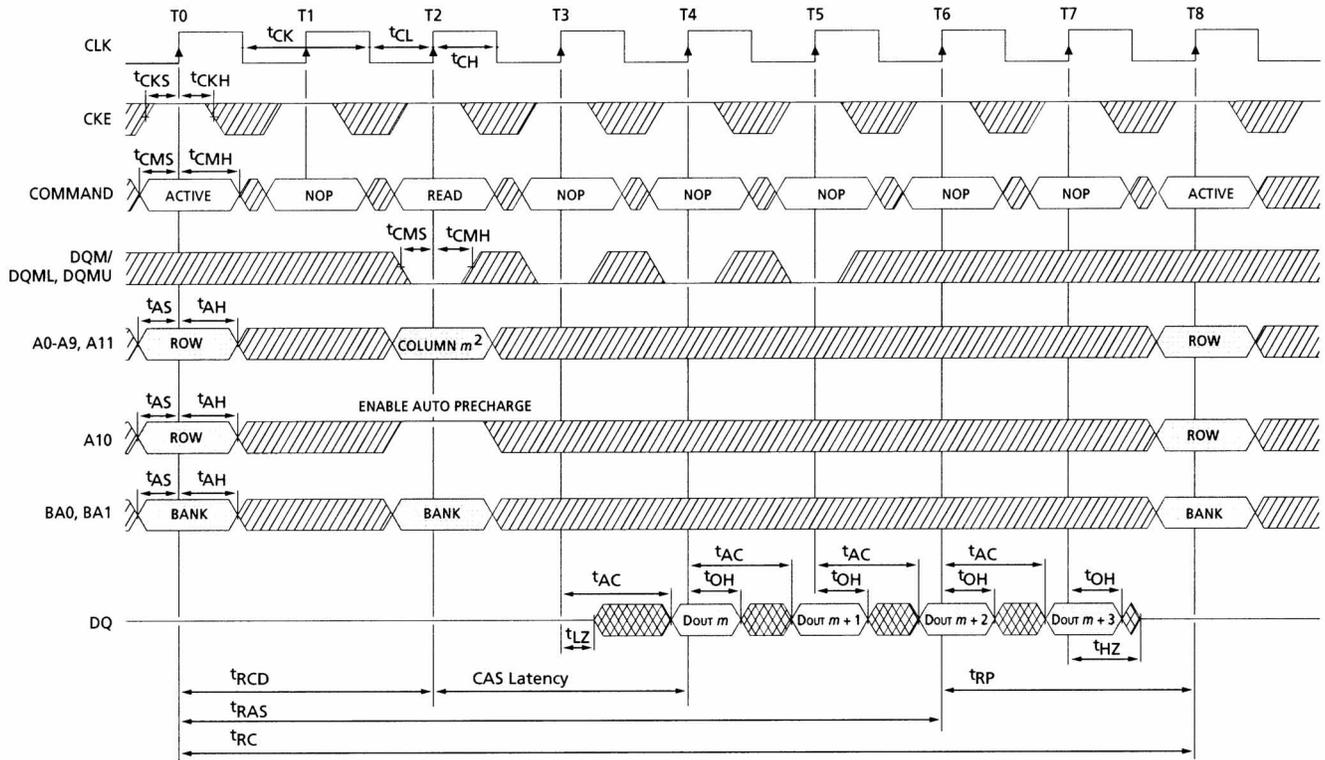 T0 T1 T2 T3 T4 T5 T6 T7 T8
CLK
tCK tCL
tCH
tCKS tCKH
CKE
tCMS tCMH
COMMAND ACTIVE NOP READ NOP NOP NOP NOP NOP ACTIVE
tCMS tCMH
DQM/
DQML, DQMU
tAS tAH
A0-A9, A11 ROW COLUMN m2 ROW
tAS tAH ENABLE AUTO PRECHARGE
A10 ROW ROW
tAS tAH
BA0, BA1 BANK BANK BANK
tAC tAC tAC
tAC tOH tOH tOH tOH
DQ DOUT m DOUT m + 1 DOUT m + 2 DOUT m + 3
tLZ tHZ
tRCD CAS Latency tRP
tRAS
tRC